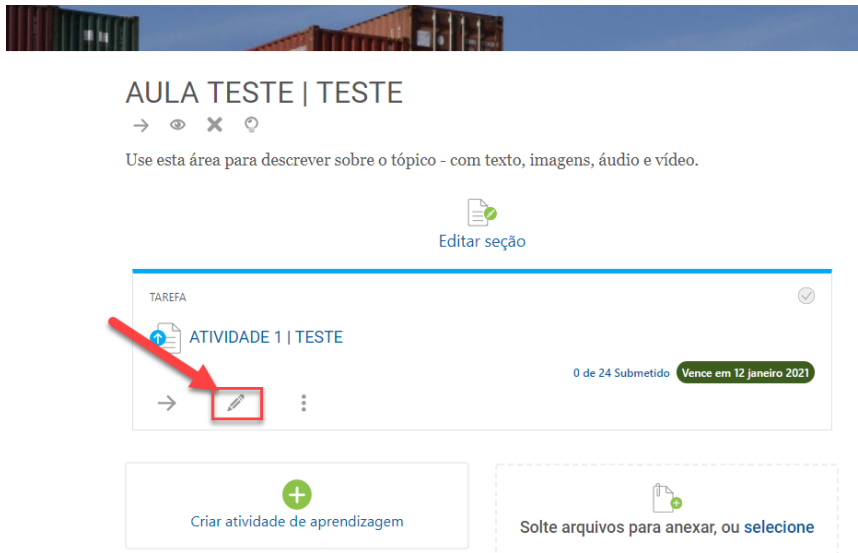 AULA TESTE | TESTE
Use esta área para descrever sobre o tópico - com texto, imagens, áudio e vídeo.
Editar seção
TAREFA
ATIVIDADE 1 | TESTE
0 de 24 Submetido Vence em 12 janeiro 2021
Criar atividade de aprendizagem
Solte arquivos para anexar, ou selecione